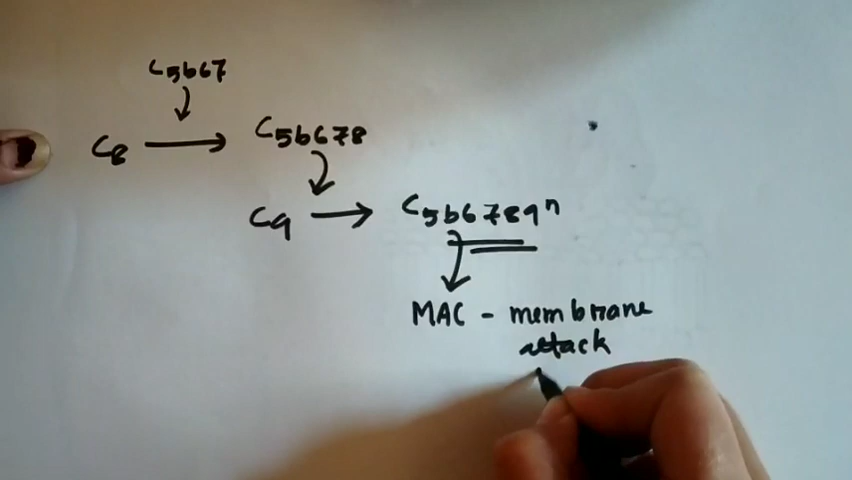 C5b67
C8 → C5b678
C9 → C5b6789n
MAC - membrane
attack